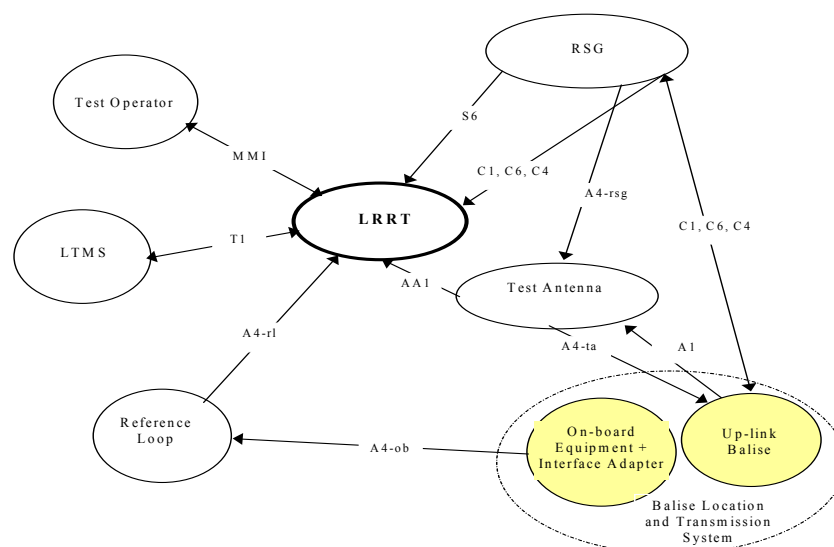 RSG
Test Operator
S6
MMI
C1, C6, C4
A4-rsg
LRRT
C1, C6, C4
T1
LTMS
AA1
Test Antenna
A4-rl
A4-ta
A1
Reference
Loop
On-board
Equipment +
Interface Adapter
Up-link
Balise
A4-ob
Balise Location
and Transmission
System